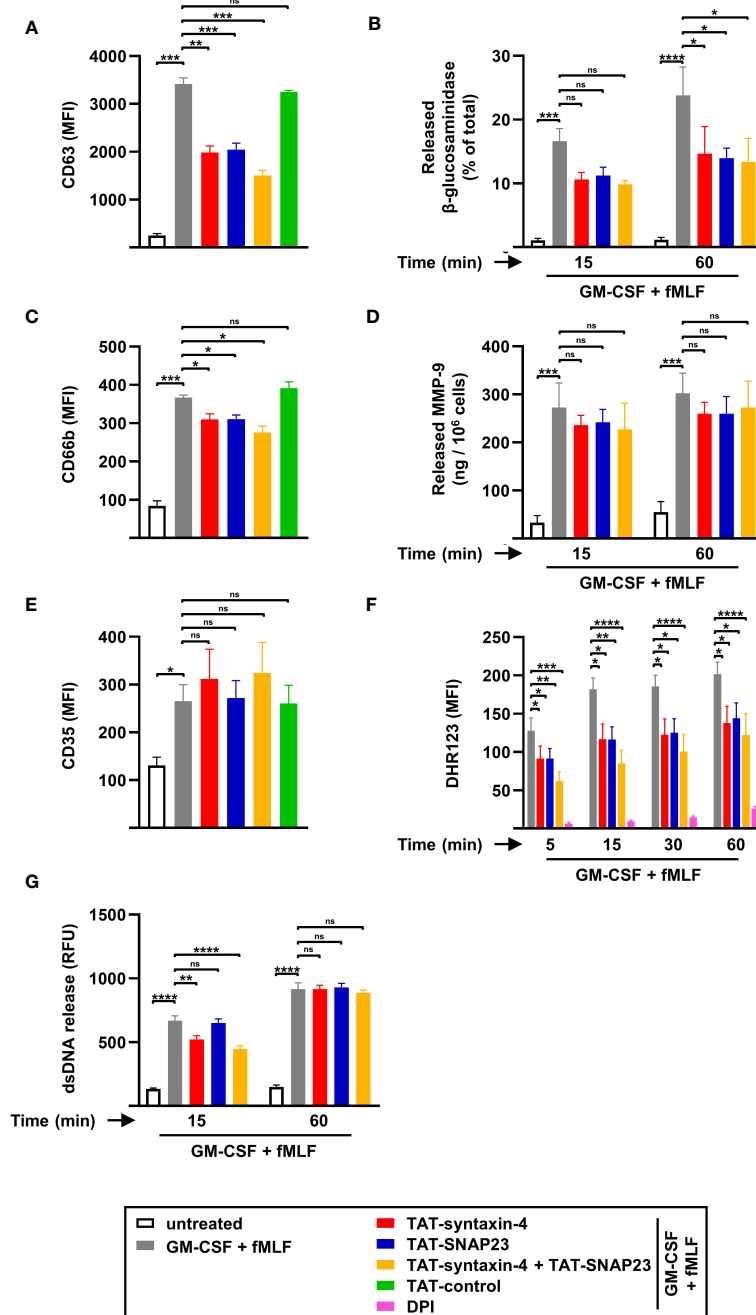 A
ns
***
***
**
***
4000
3000
2000
1000
CD63 (MFI)
B
*
*
*
****
ns
ns
ns
***
30
20
10
Released
β-glucosaminidase
(% of total)
Time (min)
15
60
GM-CSF + fMLF
C
ns
*
*
*
***
500
400
300
200
100
CD66b (MFI)
D
ns
ns
ns
***
ns
ns
ns
***
400
300
200
100
Released MMP-9
(ng / 10⁶ cells)
Time (min)
15
60
GM-CSF + fMLF
E
ns
ns
ns
ns
*
400
300
200
100
CD35 (MFI)
F
***
**
*
*
****
**
*
*
****
*
*
*
****
*
*
*
250
200
150
100
50
DHR123 (MFI)
Time (min)
5
15
30
60
GM-CSF + fMLF
G
****
ns
**
****
ns
ns
ns
****
1500
1000
500
dsDNA release (RFU)
Time (min)
15
60
GM-CSF + fMLF
untreated
GM-CSF + fMLF
TAT-syntaxin-4
TAT-SNAP23
TAT-syntaxin-4 + TAT-SNAP23
TAT-control
DPI
GM-CSF
+ fMLF